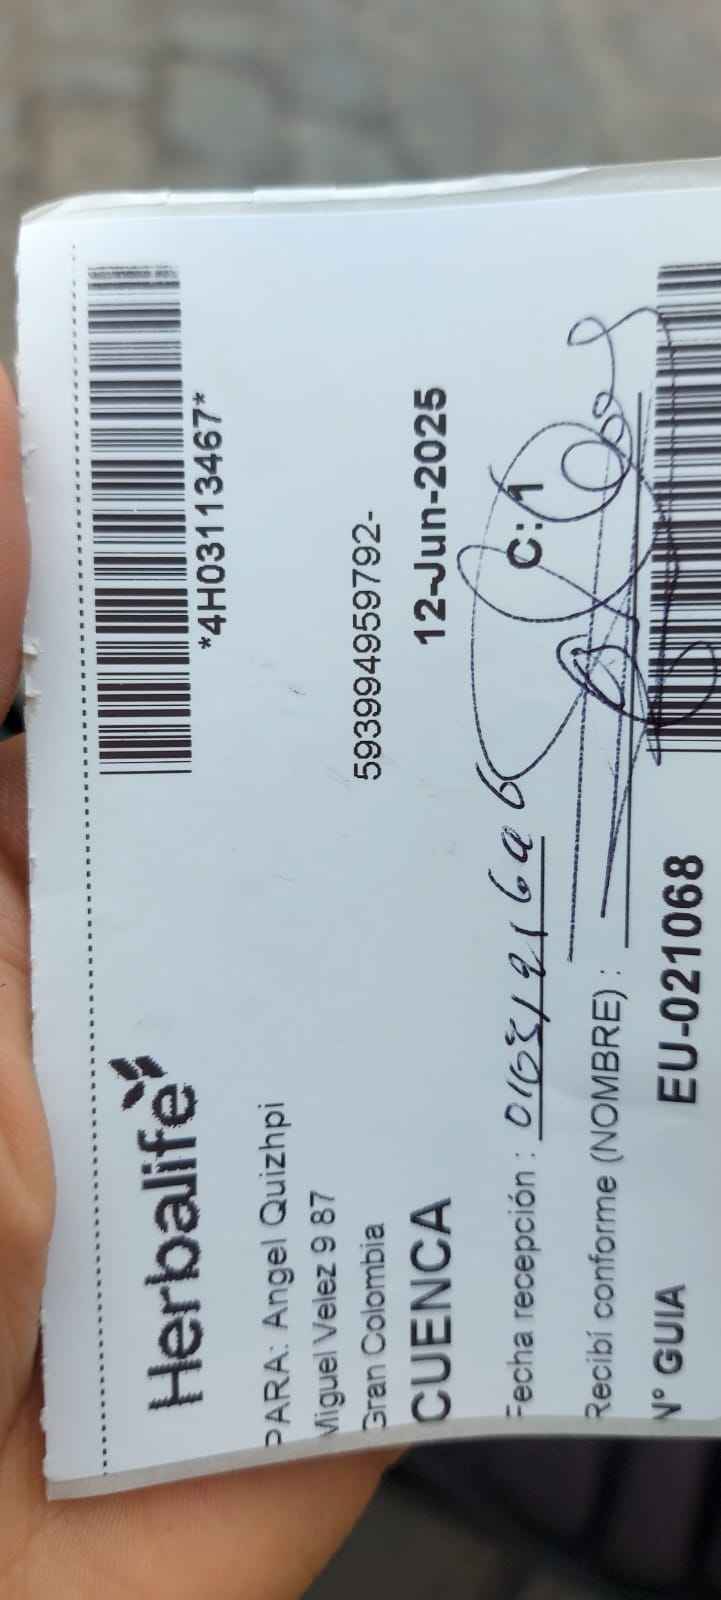 *4H03113467*
Herbalife
PARA: Angel Quizhpi
Miguel Velez 9 87
Gran Colombia
593994959792-
CUENCA
12-Jun-2025
Fecha recepción :
C: 1
Recibí conforme (NOMBRE) :
N° GUIA EU-021068